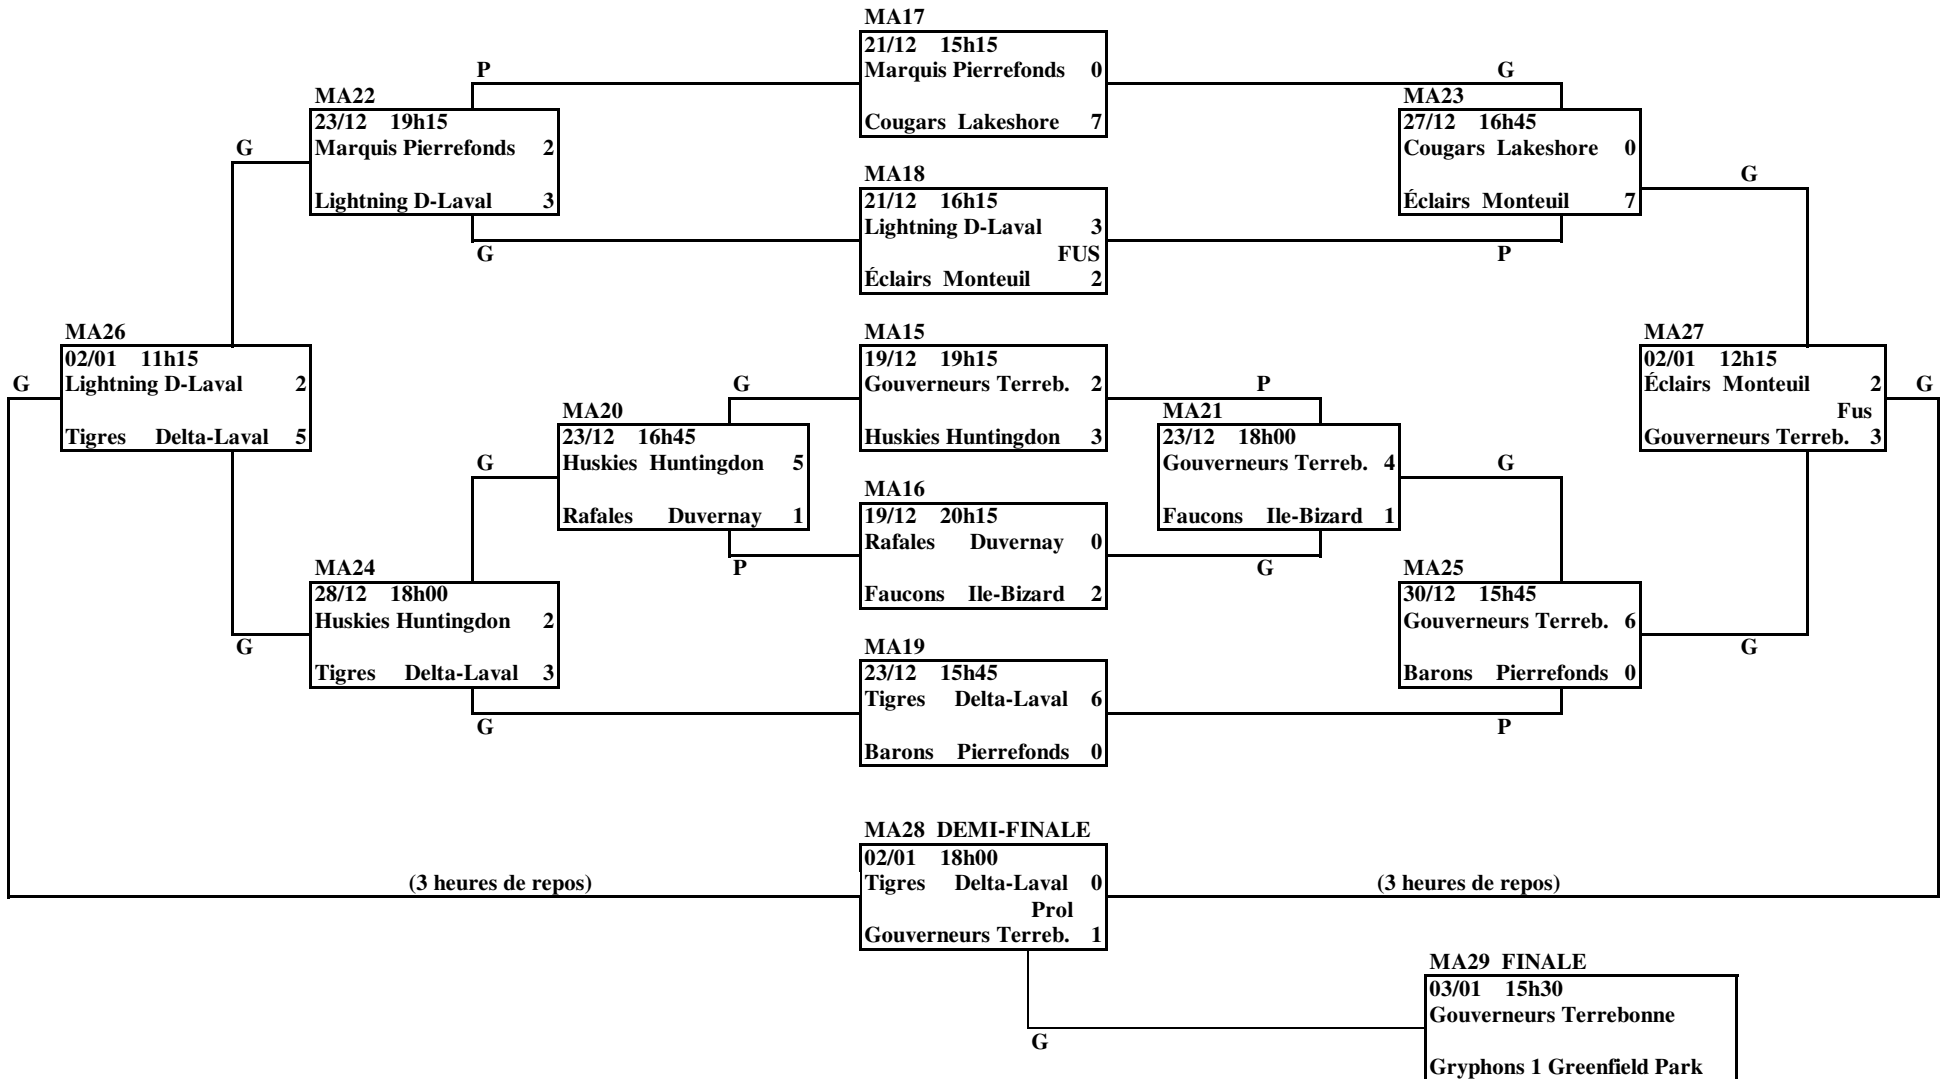 MA17
21/12 15h15
Marquis Pierrefonds 0
Cougars Lakeshore 7
P
G
MA22
23/12 19h15
Marquis Pierrefonds 2
Lightning D-Laval 3
G
G
MA23
27/12 16h45
Cougars Lakeshore 0
Éclairs Monteuil 7
G
P
MA18
21/12 16h15
Lightning D-Laval 3
FUS
Éclairs Monteuil 2
MA26
02/01 11h15
Lightning D-Laval 2
Tigres Delta-Laval 5
G
MA15
19/12 19h15
Gouverneurs Terreb. 2
Huskies Huntingdon 3
G
P
MA27
02/01 12h15
Éclairs Monteuil 2
Fus
Gouverneurs Terreb. 3
G
MA20
23/12 16h45
Huskies Huntingdon 5
Rafales Duvernay 1
G
P
MA21
23/12 18h00
Gouverneurs Terreb. 4
Faucons Ile-Bizard 1
G
G
MA16
19/12 20h15
Rafales Duvernay 0
Faucons Ile-Bizard 2
MA24
28/12 18h00
Huskies Huntingdon 2
Tigres Delta-Laval 3
G
G
MA25
30/12 15h45
Gouverneurs Terreb. 6
Barons Pierrefonds 0
G
P
MA19
23/12 15h45
Tigres Delta-Laval 6
Barons Pierrefonds 0
MA28 DEMI-FINALE
02/01 18h00
Tigres Delta-Laval 0
Prol
Gouverneurs Terreb. 1
(3 heures de repos)
(3 heures de repos)
G
MA29 FINALE
03/01 15h30
Gouverneurs Terrebonne
Gryphons 1 Greenfield Park